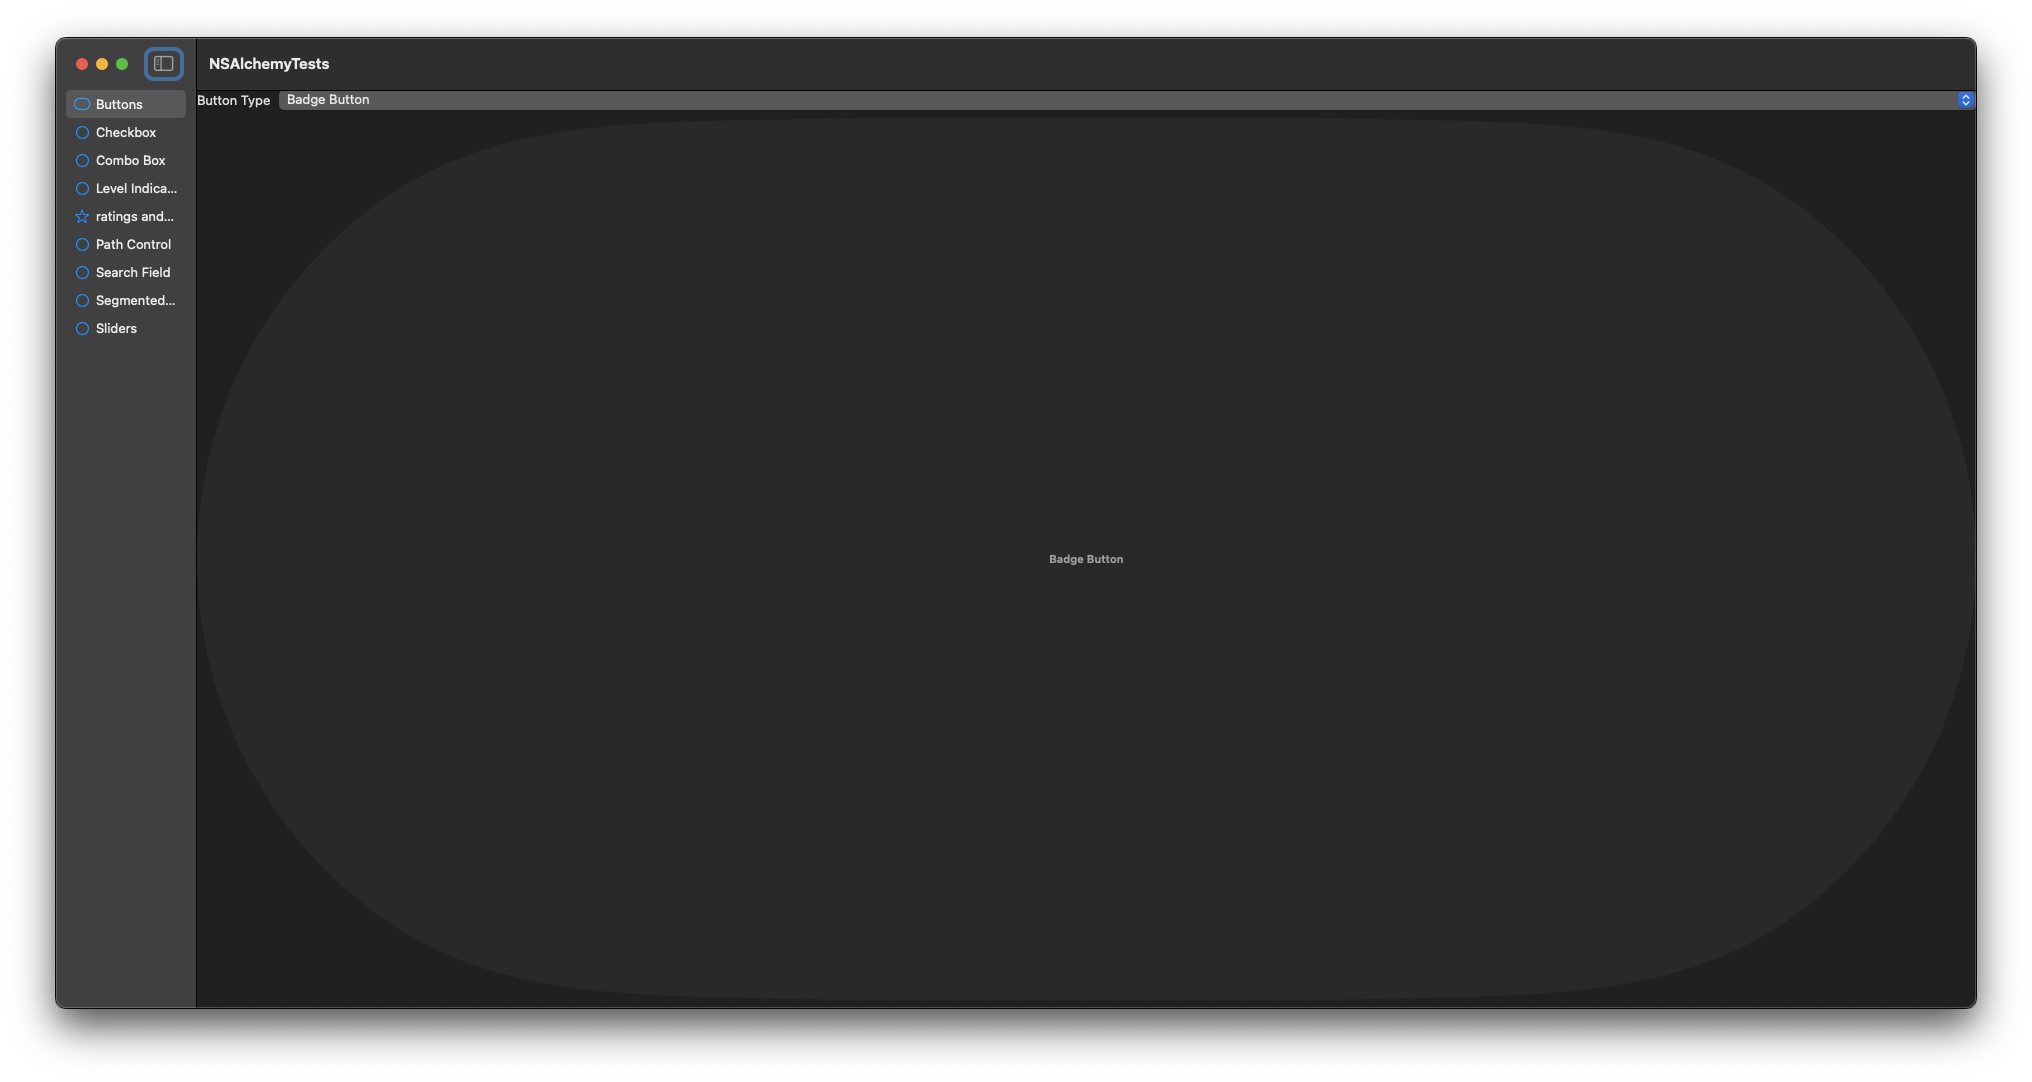 NSAlchemyTests
Buttons
Checkbox
Combo Box
Level Indica...
ratings and...
Path Control
Search Field
Segmented...
Sliders
Button Type Badge Button
Badge Button